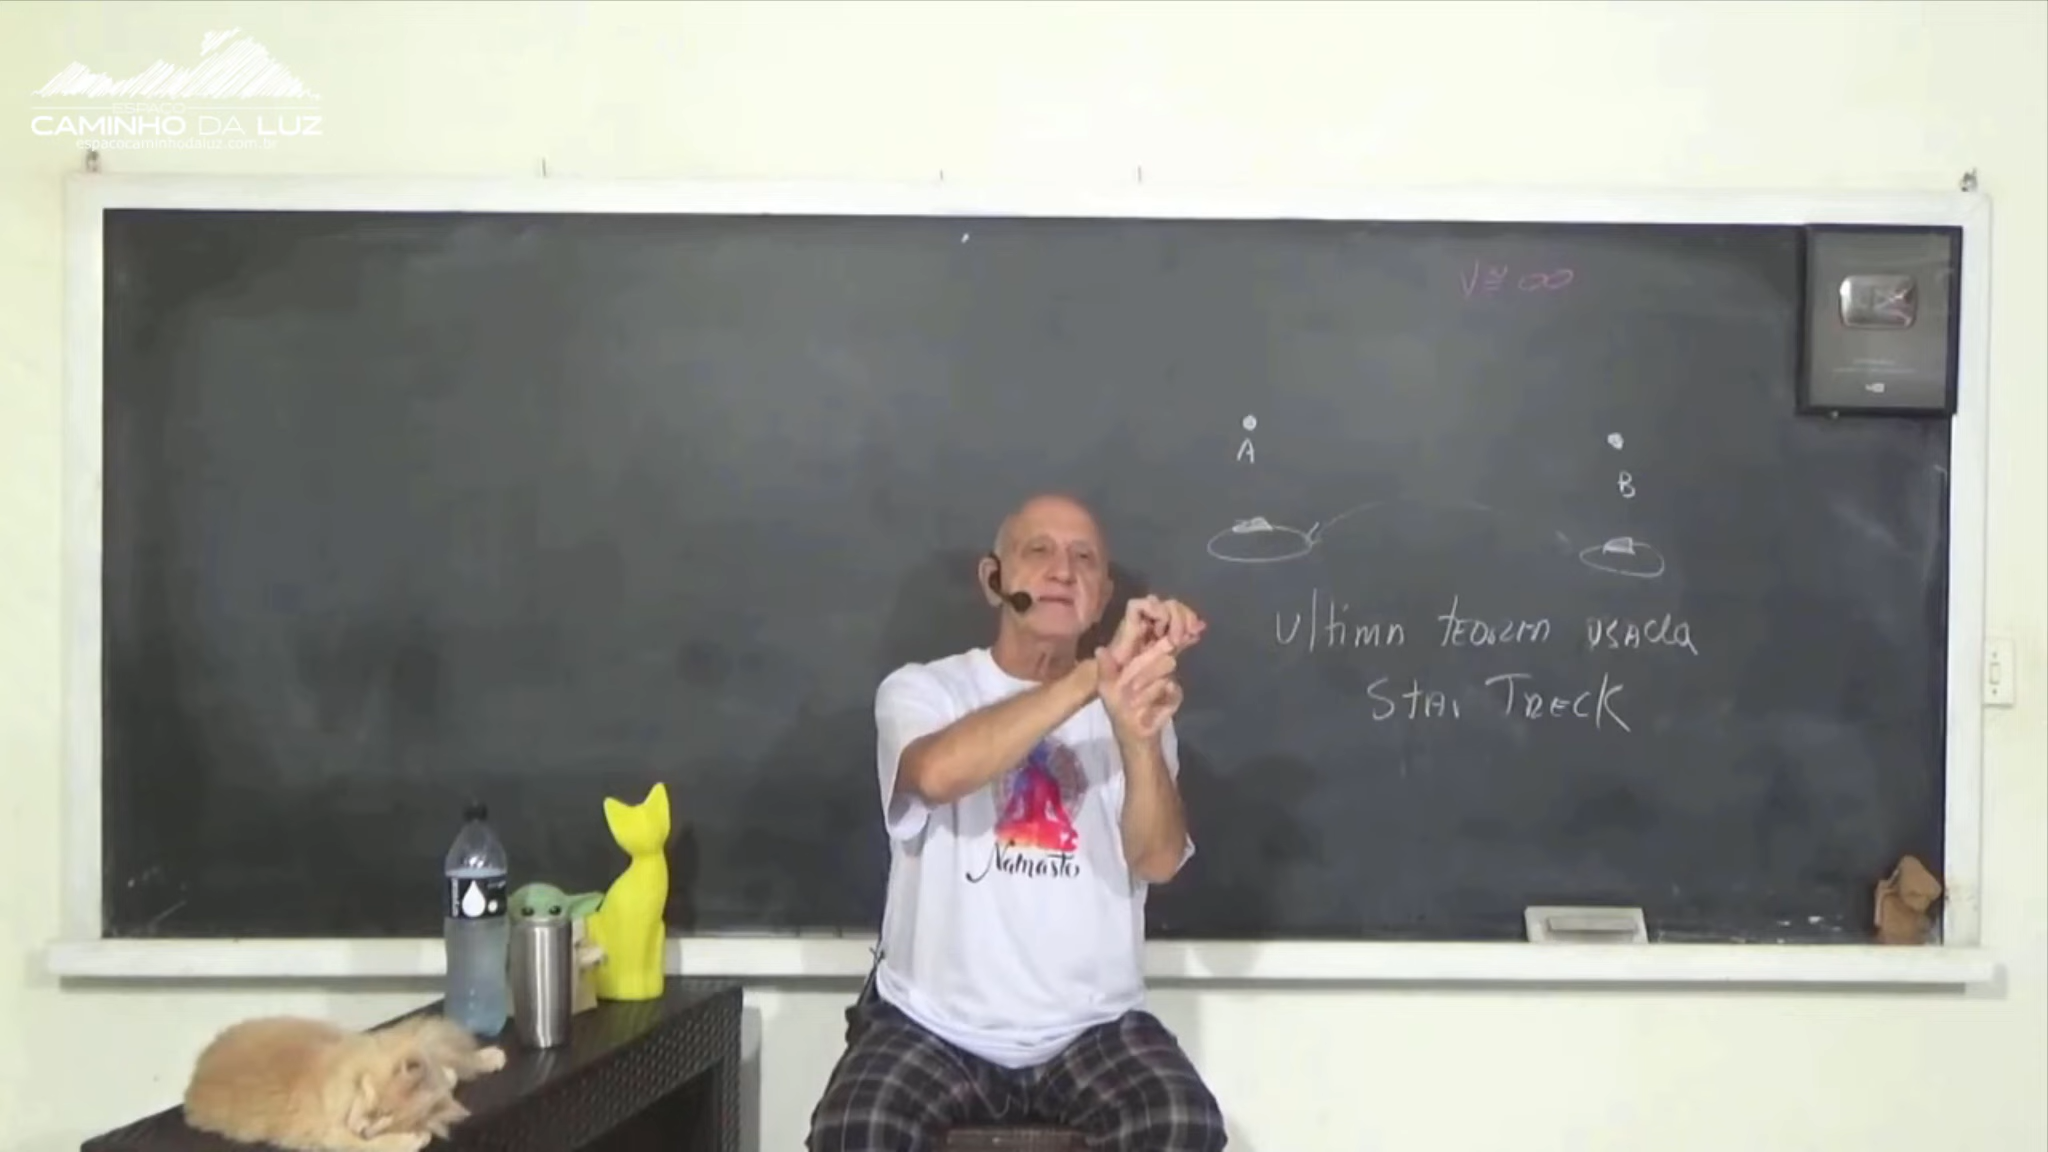 ESPAÇO
CAMINHO DA LUZ
espacocaminhodaluz.com.br
V≅∞
A
B
Ultima teoria usada
Star Treck
Namaste